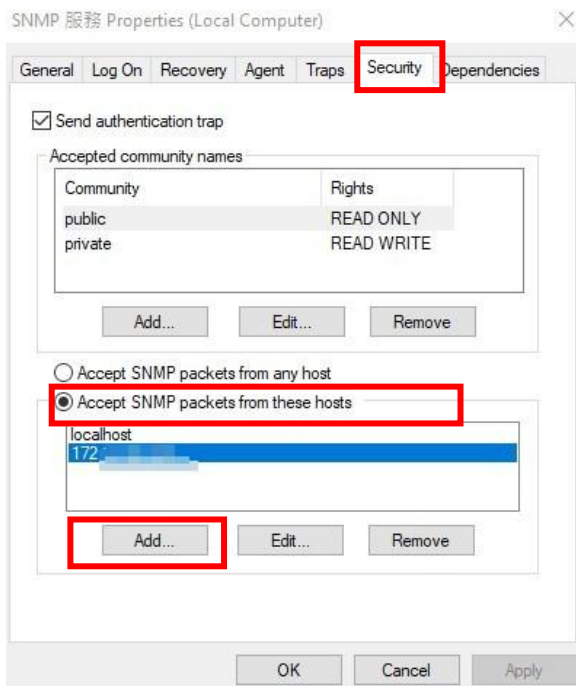 SNMP 服務 Properties (Local Computer)
General Log On Recovery Agent Traps Security Dependencies
Send authentication trap
Accepted community names
Community Rights
public READ ONLY
private READ WRITE
Add... Edit... Remove
Accept SNMP packets from any host
Accept SNMP packets from these hosts
localhost
172.
Add... Edit... Remove
OK Cancel Apply